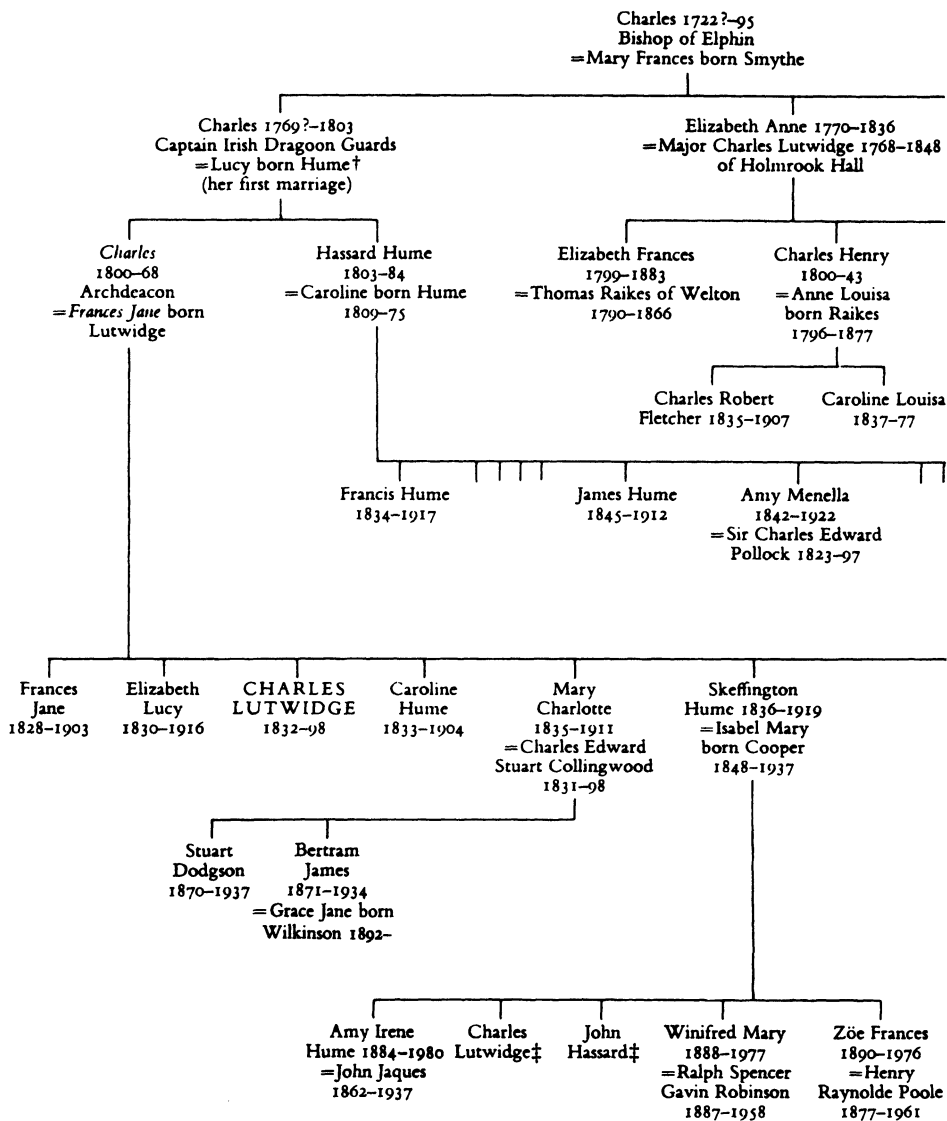 Charles 1722?–95
Bishop of Elphin
=Mary Frances born Smythe
Charles 1769?–1803
Captain Irish Dragoon Guards
=Lucy born Hume†
(her first marriage)
Elizabeth Anne 1770–1836
=Major Charles Lutwidge 1768–1848
of Holmrook Hall
Charles
1800–68
Archdeacon
=Frances Jane born
Lutwidge
Hassard Hume
1803–84
=Caroline born Hume
1809–75
Elizabeth Frances
1799–1883
=Thomas Raikes of Welton
1790–1866
Charles Henry
1800–43
=Anne Louisa
born Raikes
1796–1877
Charles Robert
Fletcher 1835–1907
Caroline Louisa
1837–77
Francis Hume
1834–1917
James Hume
1845–1912
Amy Menella
1842–1922
=Sir Charles Edward
Pollock 1823–97
Frances
Jane
1828–1903
Elizabeth
Lucy
1830–1916
CHARLES
LUTWIDGE
1832–98
Caroline
Hume
1833–1904
Mary
Charlotte
1835–1911
=Charles Edward
Stuart Collingwood
1831–98
Skeffington
Hume 1836–1919
=Isabel Mary
born Cooper
1848–1937
Stuart
Dodgson
1870–1937
Bertram
James
1871–1934
=Grace Jane born
Wilkinson 1892–
Amy Irene
Hume 1884–1980
=John Jaques
1862–1937
Charles
Lutwidge‡
John
Hassard‡
Winifred Mary
1888–1977
=Ralph Spencer
Gavin Robinson
1887–1958
Zöe Frances
1890–1976
=Henry
Raynolde Poole
1877–1961